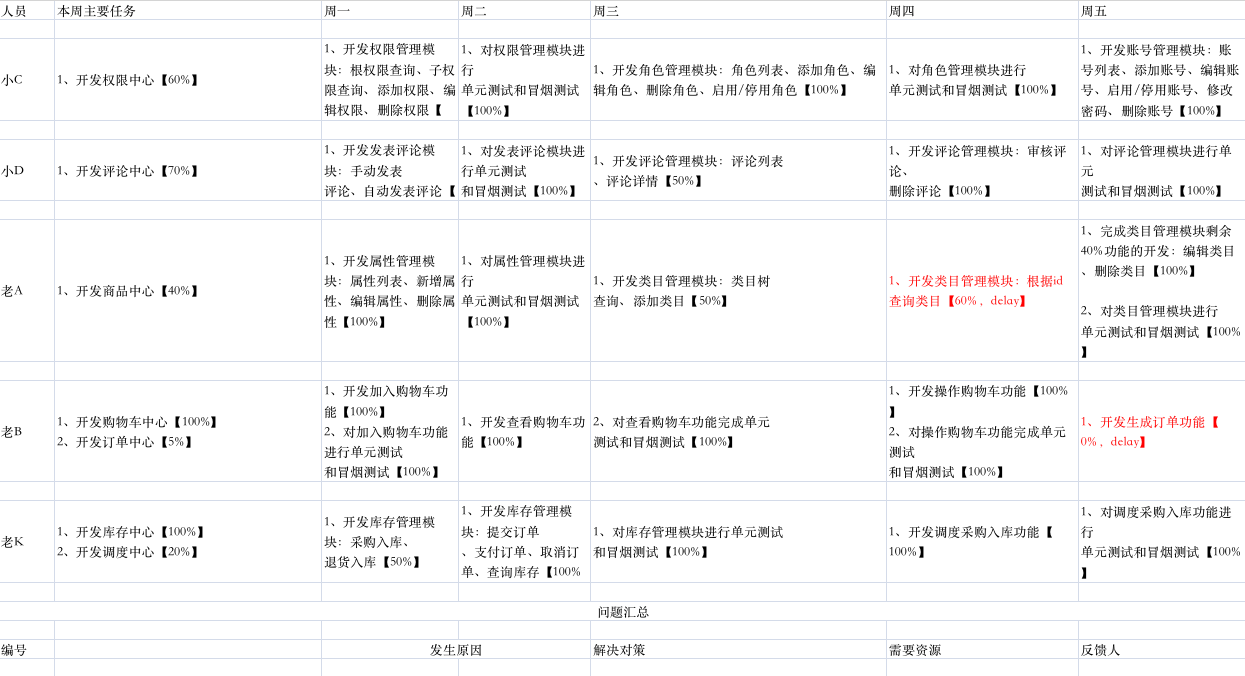 人员
本周主要任务
周一
周二
周三
周四
周五
小C
1、开发权限中心【60%】
1、开发权限管理模
块：根权限查询、子权
限查询、添加权限、编
辑权限、删除权限【
1、对权限管理模块进
行
单元测试和冒烟测试
【100%】
1、开发角色管理模块：角色列表、添加角色、编
辑角色、删除角色、启用/停用角色【100%】
1、对角色管理模块进行
单元测试和冒烟测试【100%】
1、开发账号管理模块：账
号列表、添加账号、编辑账
号、启用/停用账号、修改
密码、删除账号【100%】
小D
1、开发评论中心【70%】
1、开发发表评论模
块：手动发表
评论、自动发表评论【
1、对发表评论模块进
行单元测试
和冒烟测试【100%】
1、开发评论管理模块：评论列表
、评论详情【50%】
1、开发评论管理模块：审核评
论、
删除评论【100%】
1、对评论管理模块进行单
元
测试和冒烟测试【100%】
老A
1、开发商品中心【40%】
1、开发属性管理模
块：属性列表、新增属
性、编辑属性、删除属
性【100%】
1、对属性管理模块进
行
单元测试和冒烟测试
【100%】
1、开发类目管理模块：类目树
查询、添加类目【50%】
1、开发类目管理模块：根据id
查询类目【60%，delay】
1、完成类目管理模块剩余
40%功能的开发：编辑类目
、删除类目【100%】
2、对类目管理模块进行
单元测试和冒烟测试【100%
】
老B
1、开发购物车中心【100%】
2、开发订单中心【5%】
1、开发加入购物车功
能【100%】
2、对加入购物车功能
进行单元测试
和冒烟测试【100%】
1、开发查看购物车功
能【100%】
2、对查看购物车功能完成单元
测试和冒烟测试【100%】
1、开发操作购物车功能【100%
】
2、对操作购物车功能完成单元
测试
和冒烟测试【100%】
1、开发生成订单功能【
0%，delay】
老K
1、开发库存中心【100%】
2、开发调度中心【20%】
1、开发库存管理模
块：采购入库、
退货入库【50%】
1、开发库存管理模
块：提交订单
、支付订单、取消订
单、查询库存【100%
1、对库存管理模块进行单元测试
和冒烟测试【100%】
1、开发调度采购入库功能【
100%】
1、对调度采购入库功能进
行
单元测试和冒烟测试【100%
】
问题汇总
编号
发生原因
解决对策
需要资源
反馈人